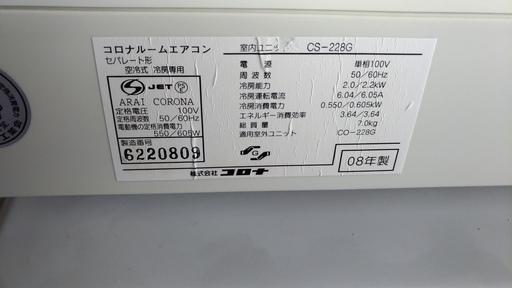 コロナルームエアコン
セパレート形
空冷式 冷房専用
JET PS E
ARAI CORONA
定格電圧 100V
定格周波数 50/60Hz
電動機の定格消費電力
550/605W
製造番号
6220809
室内ユニット CS-228G
電源 単相100V
周波数 50/60Hz
冷房能力 2.0/2.2kW
冷房運転電流 6.04/6.05A
冷房消費電力 0.550/0.605kW
エネルギー消費効率 3.64/3.64
総質量 7.0kg
適用室外ユニット CO-228G
G
08年製
株式会社 コロナ